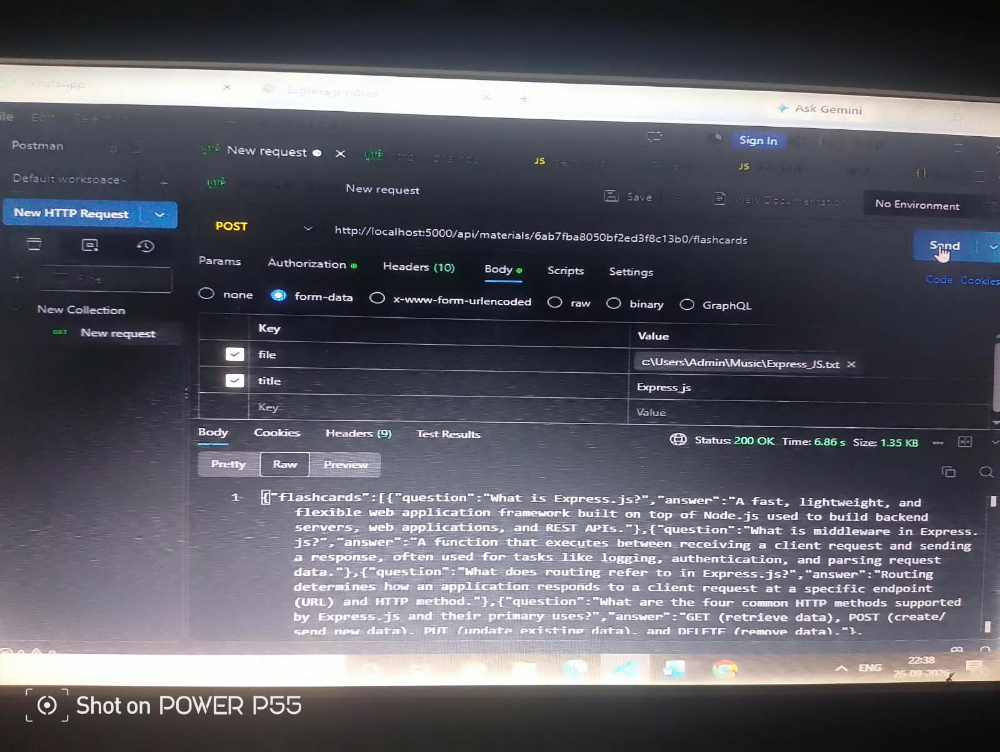 WhatsApp
Express js notes
Ask Gemini
Edit
Postman
New request
Sign In
JS
JS
{}
Default workspace
HTTP
New request
Save
View Documentation
No Environment
New HTTP Request
POST
http://localhost:5000/api/materials/6ab7fba8050bf2ed3f8c13b0/flashcards
Send
Params
Authorization
Headers (10)
Body
Scripts
Settings
Code
Cookies
none
form-data
x-www-form-urlencoded
raw
binary
GraphQL
New Collection
GET New request
Key
Value
file
c:\Users\Admin\Music\Express_JS.txt
title
Express_js
Key
Value
Body
Cookies
Headers (9)
Test Results
Status: 200 OK Time: 6.86 s Size: 1.35 KB
Pretty
Raw
Preview
1
{"flashcards":[{"question":"What is Express.js?","answer":"A fast, lightweight, and
flexible web application framework built on top of Node.js used to build backend
servers, web applications, and REST APIs."},{"question":"What is middleware in Express.
js?","answer":"A function that executes between receiving a client request and sending
a response, often used for tasks like logging, authentication, and parsing request
data."},{"question":"What does routing refer to in Express.js?","answer":"Routing
determines how an application responds to a client request at a specific endpoint
(URL) and HTTP method."},{"question":"What are the four common HTTP methods supported
by Express.js and their primary uses?","answer":"GET (retrieve data), POST (create/
send new data), PUT (update existing data), and DELETE (remove data)."},
ENG
22:38
26-09-2026
Shot on POWER P55